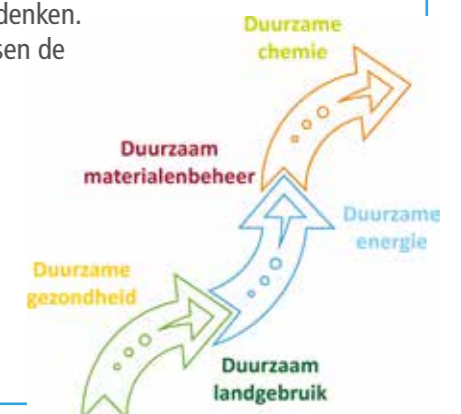 denken.
sen de
Duurzame
chemie
Duurzaam
materialenbeheer
Duurzame
energie
Duurzame
gezondheid
Duurzaam
landgebruik